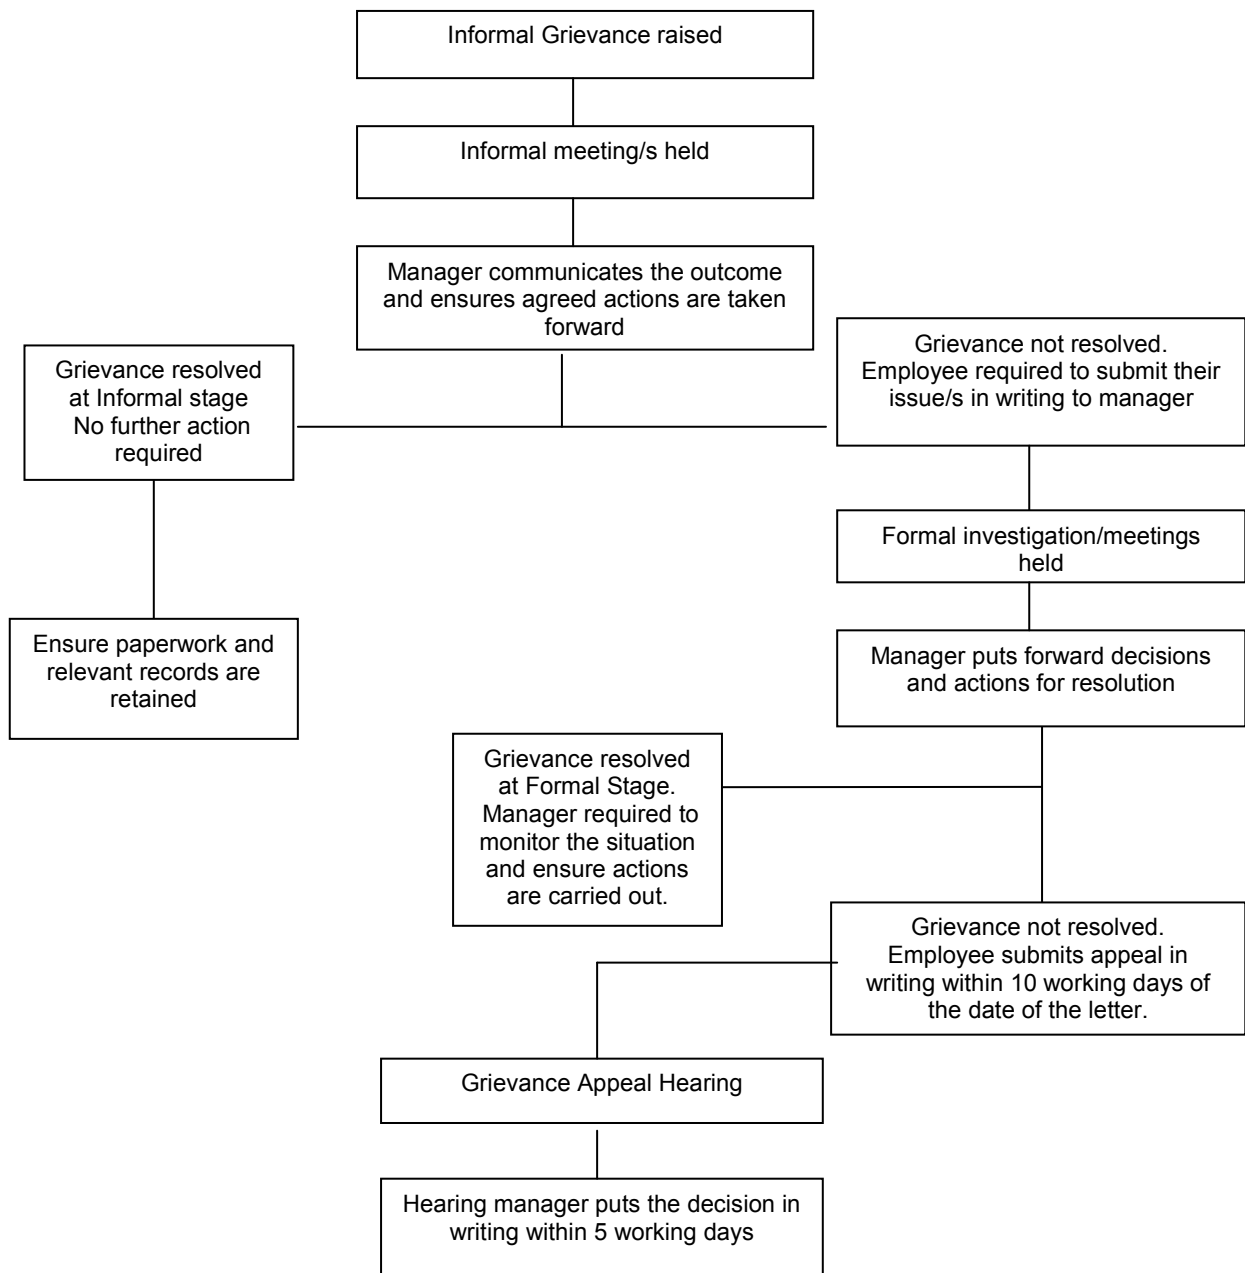 Informal Grievance raised
Informal meeting/s held
Manager communicates the outcome
and ensures agreed actions are taken
forward
Grievance resolved
at Informal stage
No further action
required
Grievance not resolved.
Employee required to submit their
issue/s in writing to manager
Formal investigation/meetings
held
Ensure paperwork and
relevant records are
retained
Manager puts forward decisions
and actions for resolution
Grievance resolved
at Formal Stage.
Manager required to
monitor the situation
and ensure actions
are carried out.
Grievance not resolved.
Employee submits appeal in
writing within 10 working days of
the date of the letter.
Grievance Appeal Hearing
Hearing manager puts the decision in
writing within 5 working days